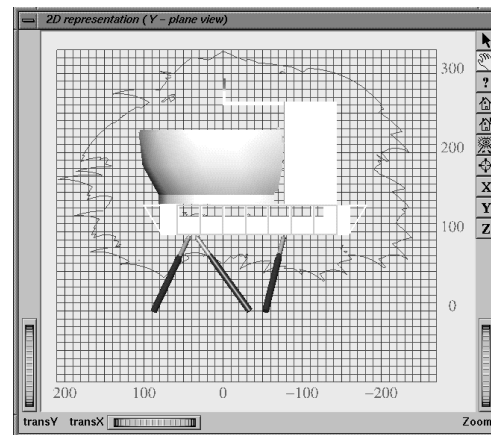 2D representation ( Y – plane view)
300
200
100
0
200 100 0 −100 −200
?
X
Y
Z
transY transX Zoom